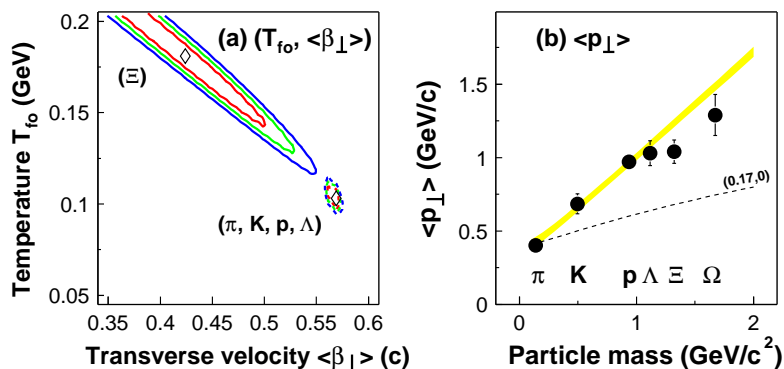 (a) (T_fo, <β⊥>)
(Ξ)
(π, K, p, Λ)
Temperature T_fo (GeV)
0.2
0.15
0.1
0.05
0.35 0.4 0.45 0.5 0.55 0.6
Transverse velocity <β⊥> (c)
(b) <p⊥>
(0.17,0)
π K p Λ Ξ Ω
<p⊥> (GeV/c)
2
1.5
1
0.5
0
0 1 2
Particle mass (GeV/c²)